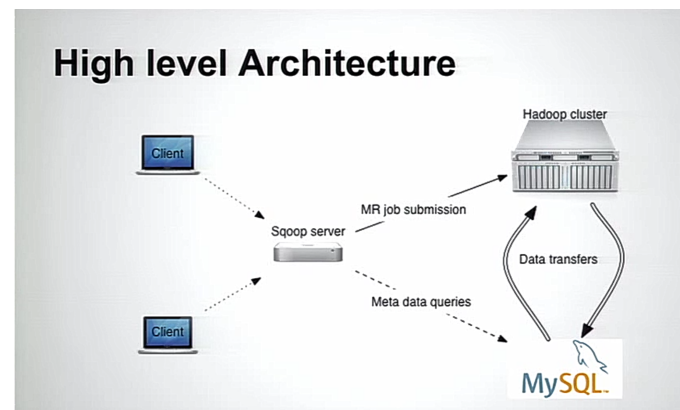 High level Architecture
Hadoop cluster
Client
MR job submission
Sqoop server
Data transfers
Meta data queries
Client
MySQL